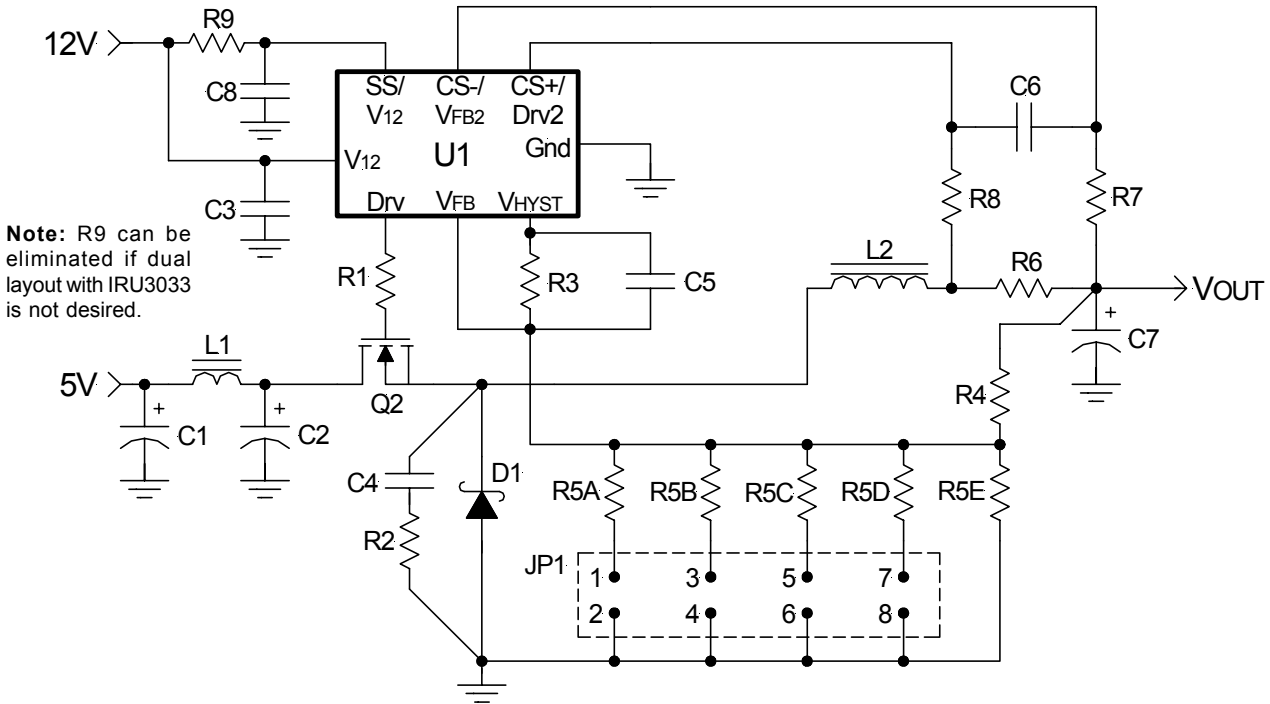 R9
12V
C8
SS/
V12
CS-/
VFB2
CS+/
Drv2
C6
V12
U1
Gnd
C3
Drv
VFB
VHYST
R8
R7
Note: R9 can be
eliminated if dual
layout with IRU3033
is not desired.
R1
R3
C5
L2
R6
VOUT
+
C7
L1
5V
Q2
+
C1
+
C2
R4
C4
D1
R5A
R5B
R5C
R5D
R5E
R2
JP1
1
3
5
7
2
4
6
8